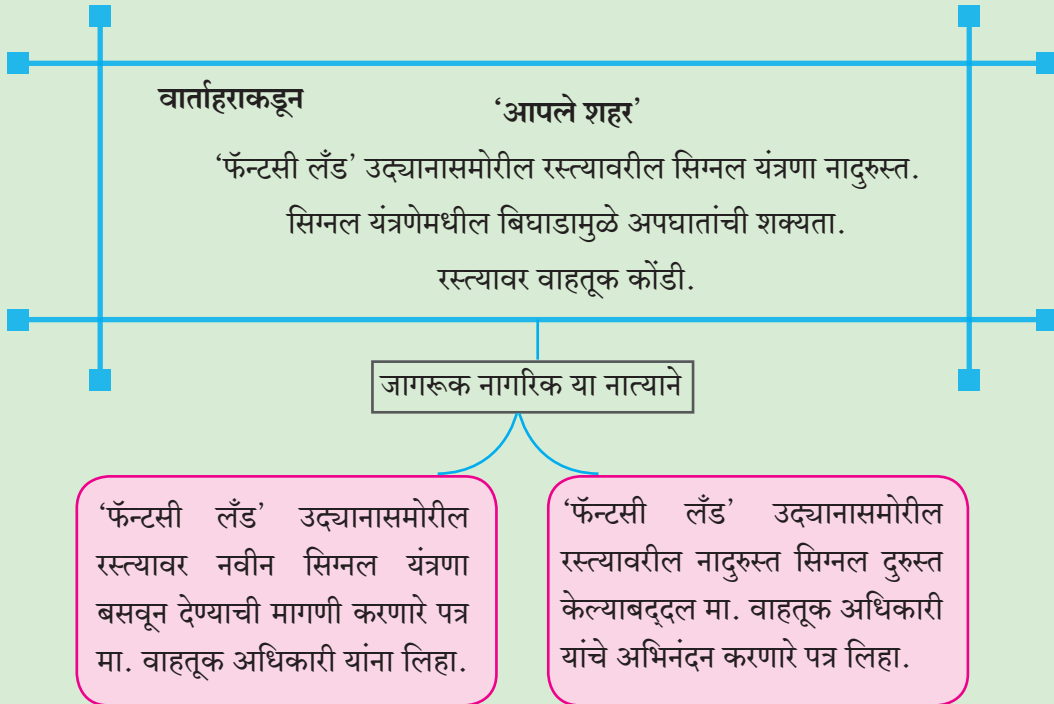 वार्ताहराकडून
‘आपले शहर’
‘फॅन्टसी लँड’ उद्यानासमोरील रस्त्यावरील सिग्नल यंत्रणा नादुरुस्त.
सिग्नल यंत्रणेमधील बिघाडामुळे अपघातांची शक्यता.
रस्त्यावर वाहतूक कोंडी.
जागरूक नागरिक या नात्याने
‘फॅन्टसी लँड’ उद्यानासमोरील
रस्त्यावर नवीन सिग्नल यंत्रणा
बसवून देण्याची मागणी करणारे पत्र
मा. वाहतूक अधिकारी यांना लिहा.
‘फॅन्टसी लँड’ उद्यानासमोरील
रस्त्यावरील नादुरुस्त सिग्नल दुरुस्त
केल्याबद्‌दल मा. वाहतूक अधिकारी
यांचे अभिनंदन करणारे पत्र लिहा.